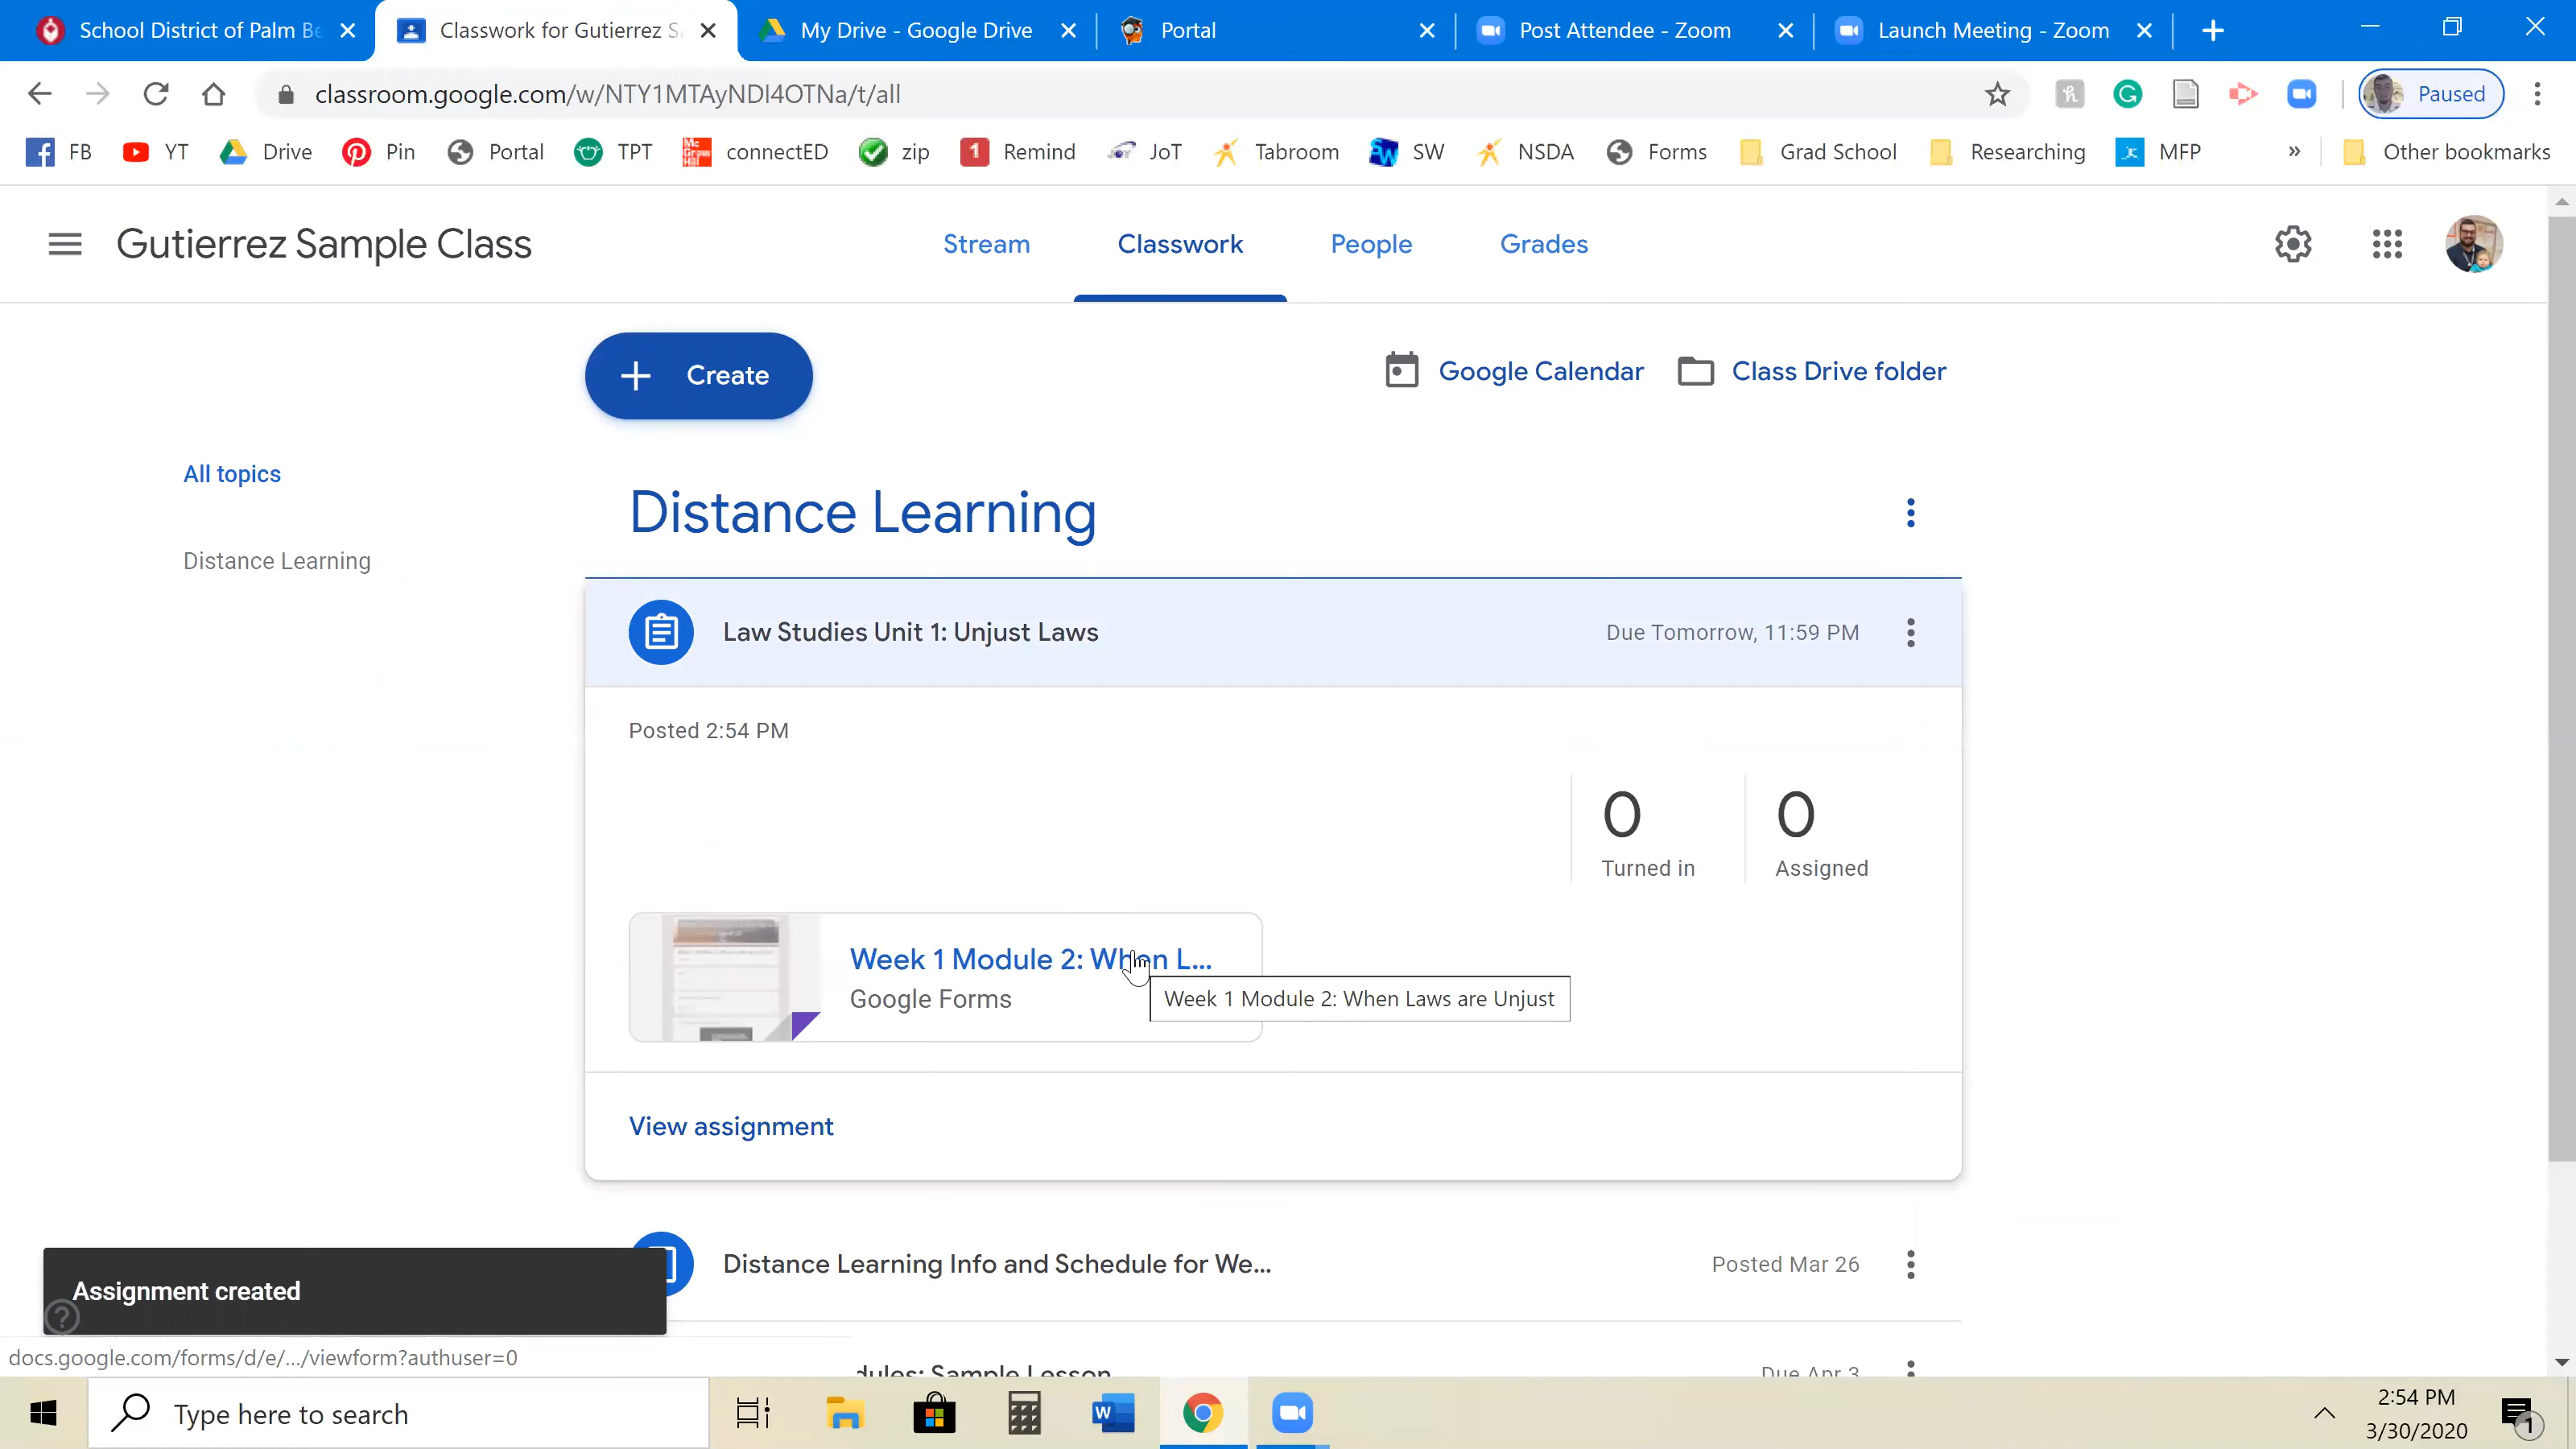 School District of Palm Be
Classwork for Gutierrez S
My Drive - Google Drive
Portal
Post Attendee - Zoom
Launch Meeting - Zoom
classroom.google.com/w/NTY1MTAyNDI4OTNa/t/all
Paused
FB
YT
Drive
Pin
Portal
TPT
Mc Graw Hill
connectED
zip
1
Remind
JoT
Tabroom
SW
NSDA
Forms
Grad School
Researching
MFP
»
Other bookmarks
Gutierrez Sample Class
Stream
Classwork
People
Grades
Create
Google Calendar
Class Drive folder
All topics
Distance Learning
Distance Learning
Law Studies Unit 1: Unjust Laws
Due Tomorrow, 11:59 PM
Posted 2:54 PM
0
Turned in
0
Assigned
Week 1 Module 2: When L...
Google Forms
Week 1 Module 2: When Laws are Unjust
View assignment
Distance Learning Info and Schedule for We...
Posted Mar 26
Assignment created
docs.google.com/forms/d/e/.../viewform?authuser=0
dules: Sample Lesson
Due Apr 3
Type here to search
2:54 PM
3/30/2020
1